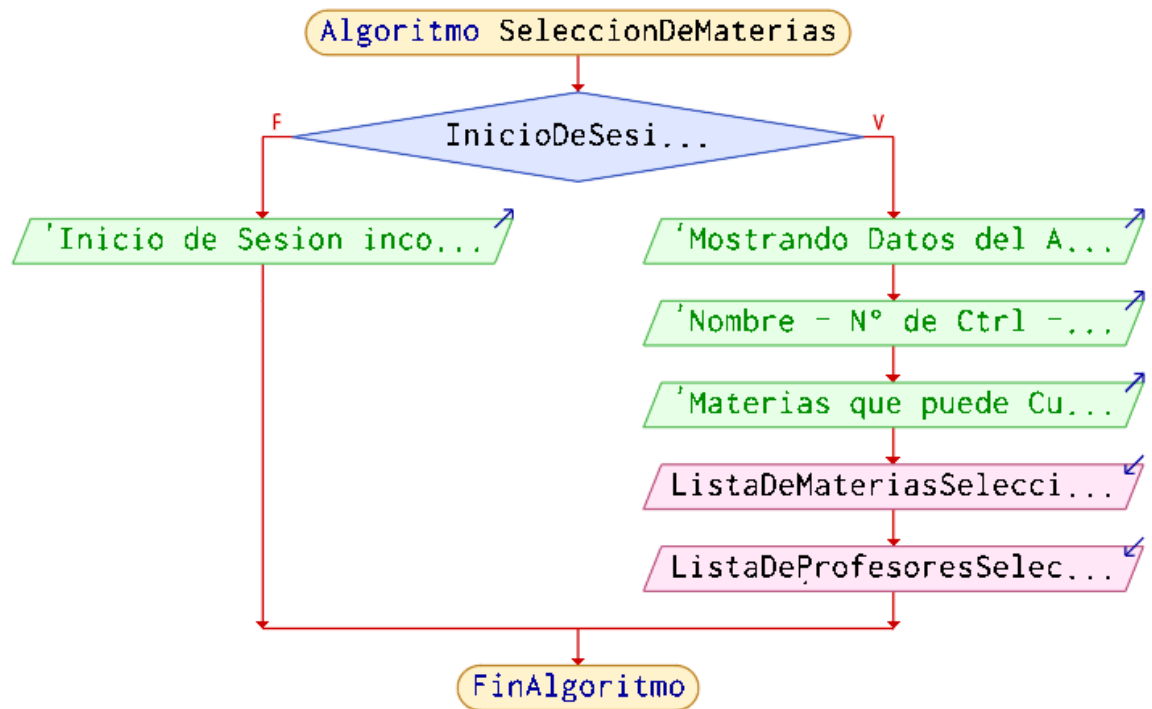 Algoritmo SeleccionDeMaterias
InicioDeSesi...
F
V
'Inicio de Sesion inco...
'Mostrando Datos del A...
'Nombre - N° de Ctrl -...
'Materias que puede Cu...
ListaDeMateriasSelecci...
ListaDeProfesoresSelec...
FinAlgoritmo